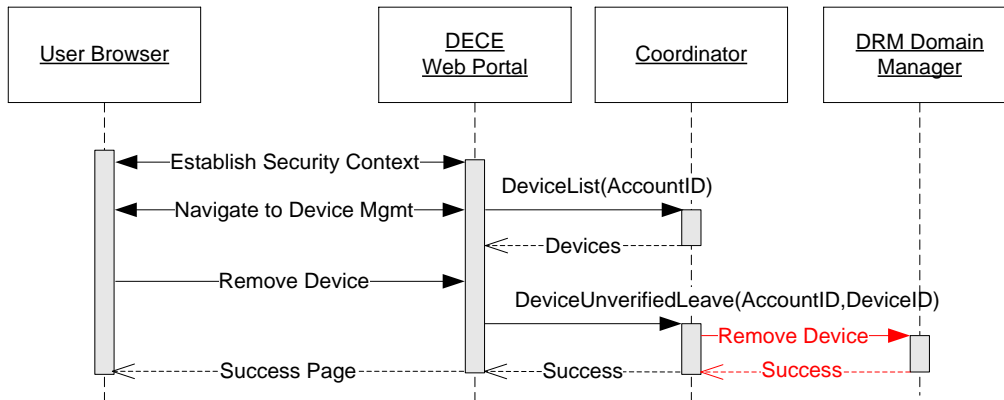 User Browser
DECE
Web Portal
Coordinator
DRM Domain
Manager
Establish Security Context
DeviceList(AccountID)
Navigate to Device Mgmt
Devices
Remove Device
DeviceUnverifiedLeave(AccountID,DeviceID)
Remove Device
Success Page
Success
Success